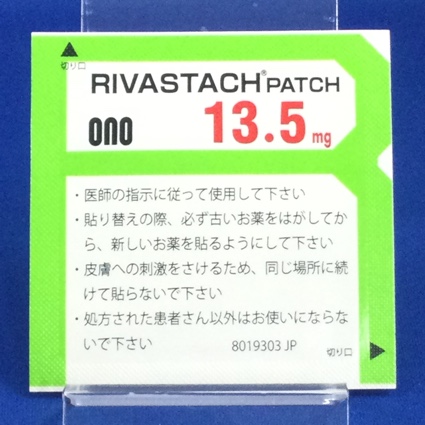 切り口
RIVASTACH® PATCH
ono 13.5 mg
・医師の指示に従って使用して下さい
・貼り替えの際、必ず古いお薬をはがしてか
ら、新しいお薬を貼るようにして下さい
・皮膚への刺激をさけるため、同じ場所に続
けて貼らないで下さい
・処方された患者さん以外はお使いにならな
いで下さい
8019303 JP
切り口